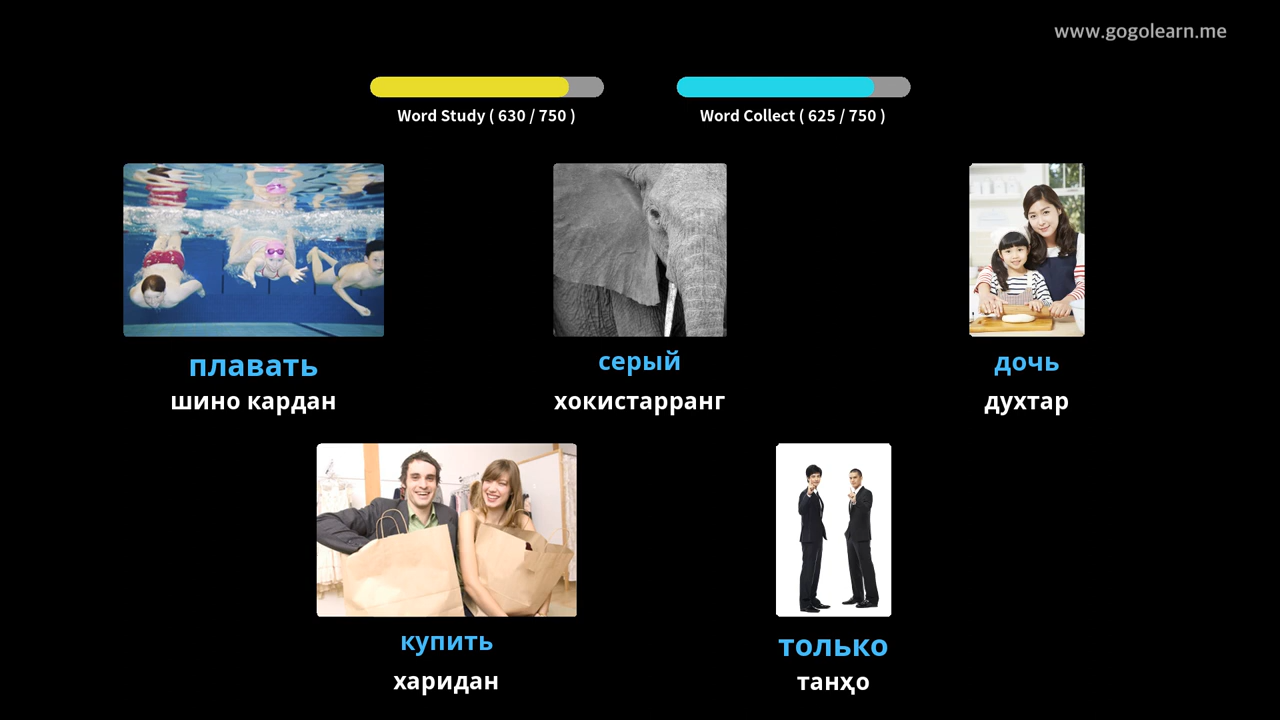 www.gogolearn.me
Word Study ( 630 / 750 )
Word Collect ( 625 / 750 )
плавать
шино кардан
серый
хокистарранг
дочь
духтар
купить
харидан
только
танҳо